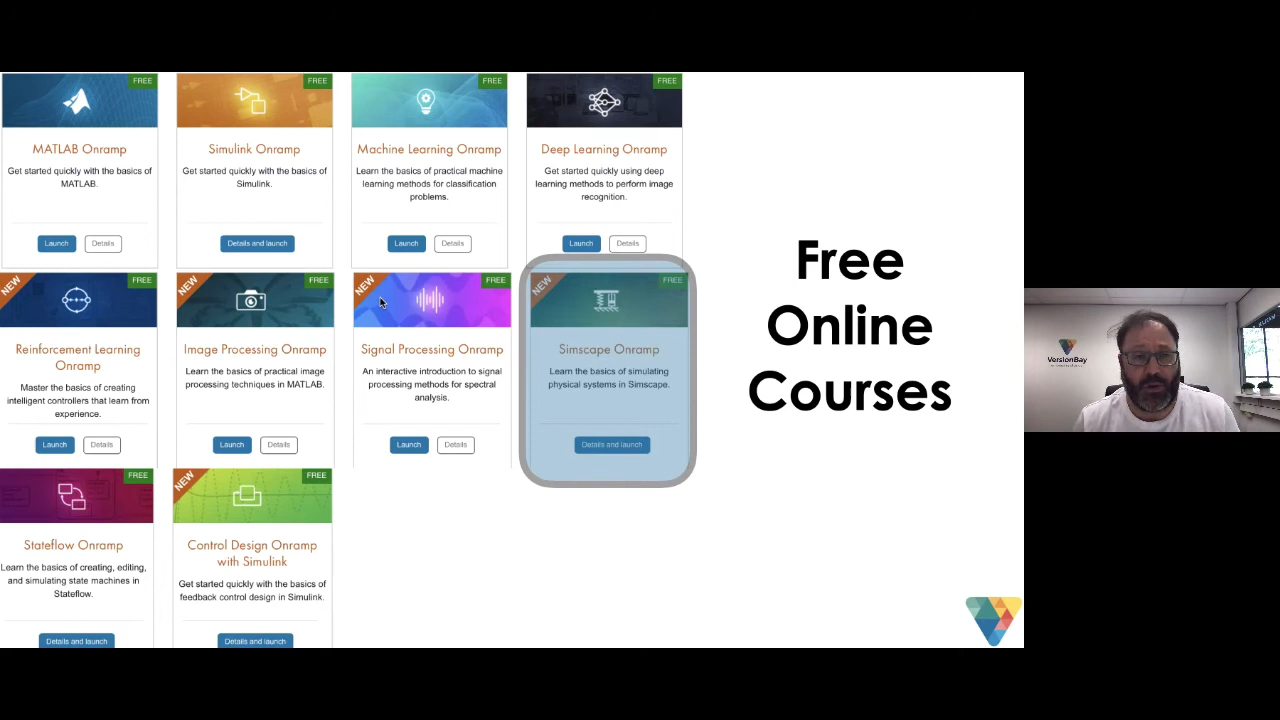 FREE
MATLAB Onramp
Get started quickly with the basics of
MATLAB.
Launch
Details
FREE
Simulink Onramp
Get started quickly with the basics of
Simulink.
Details and launch
FREE
Machine Learning Onramp
Learn the basics of practical machine
learning methods for classification
problems.
Launch
Details
FREE
Deep Learning Onramp
Get started quickly using deep
learning methods to perform image
recognition.
Launch
Details
NEW
FREE
Reinforcement Learning
Onramp
Master the basics of creating
intelligent controllers that learn from
experience.
Launch
Details
NEW
FREE
Image Processing Onramp
Learn the basics of practical image
processing techniques in MATLAB.
Launch
Details
NEW
FREE
Signal Processing Onramp
An interactive introduction to signal
processing methods for spectral
analysis.
Launch
Details
NEW
FREE
Simscape Onramp
Learn the basics of simulating
physical systems in Simscape.
Details and launch
FREE
Stateflow Onramp
Learn the basics of creating, editing,
and simulating state machines in
Stateflow.
Details and launch
NEW
FREE
Control Design Onramp
with Simulink
Get started quickly with the basics of
feedback control design in Simulink.
Details and launch
Free
Online
Courses
VersionBay